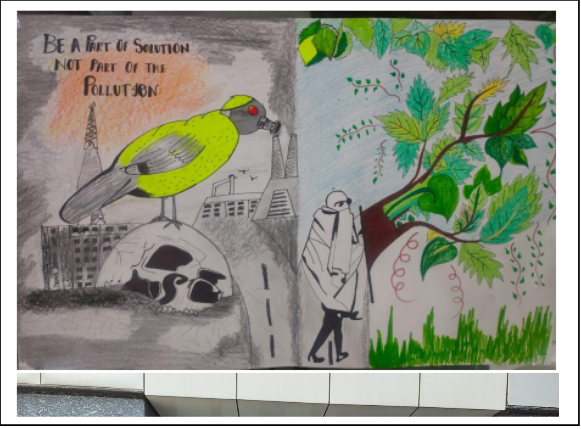 BE A PART OF SOLUTION
NOT PART OF THE
POLLUTION